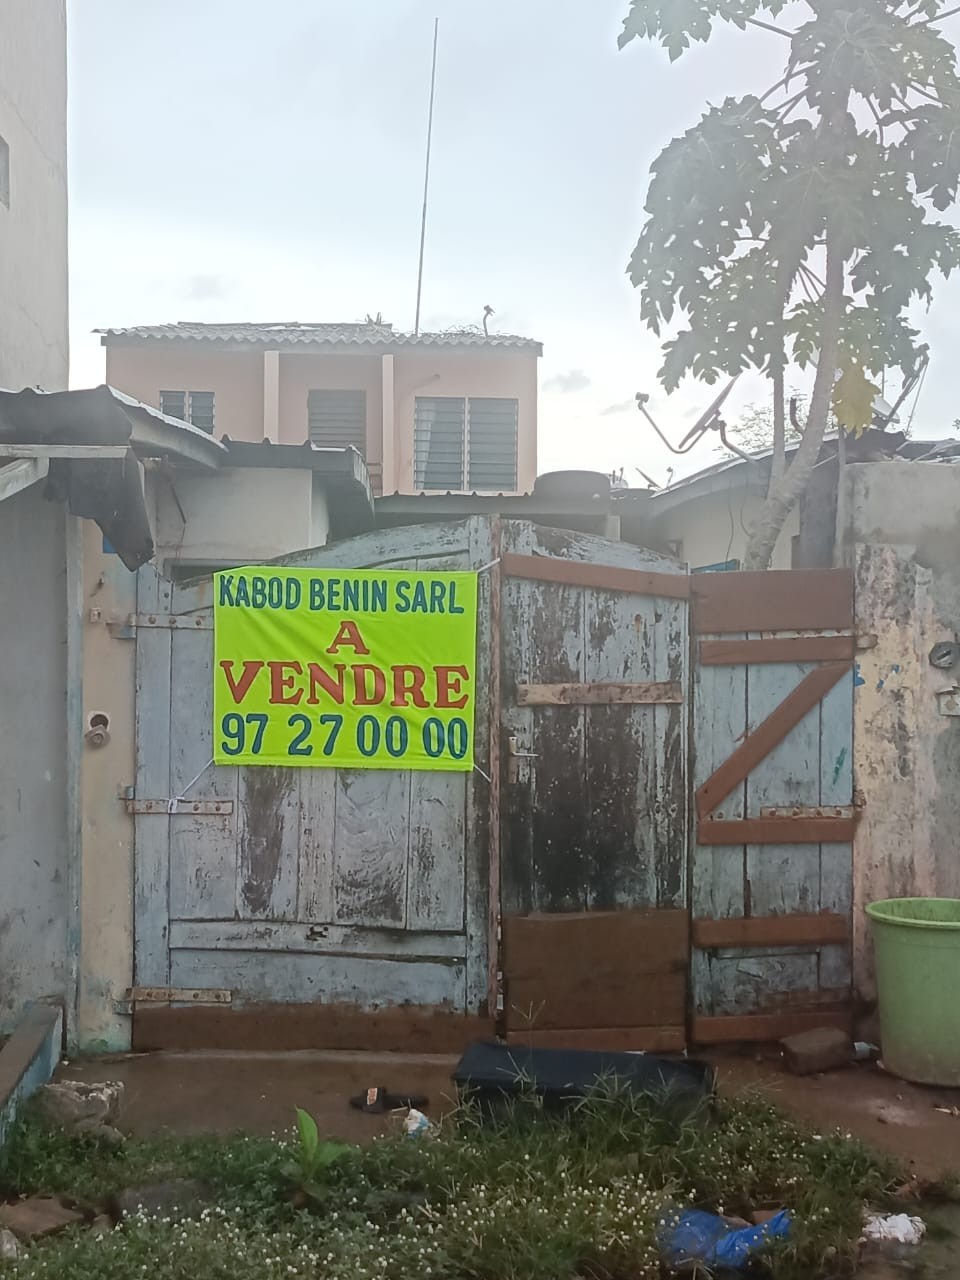 KABOD BENIN SARL
A
VENDRE
97 27 00 00